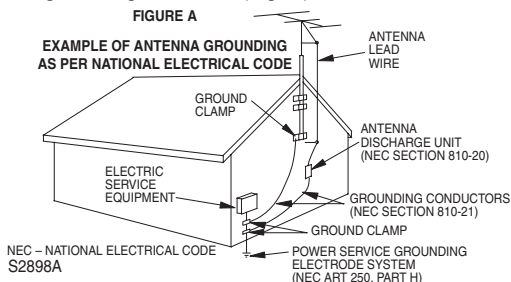 FIGURE A
EXAMPLE OF ANTENNA GROUNDING
AS PER NATIONAL ELECTRICAL CODE
ANTENNA
LEAD
WIRE
GROUND
CLAMP
ANTENNA
DISCHARGE UNIT
(NEC SECTION 810-20)
ELECTRIC
SERVICE
EQUIPMENT
GROUNDING CONDUCTORS
(NEC SECTION 810-21)
GROUND CLAMP
POWER SERVICE GROUNDING
ELECTRODE SYSTEM
(NEC ART 250, PART H)
NEC – NATIONAL ELECTRICAL CODE
S2898A